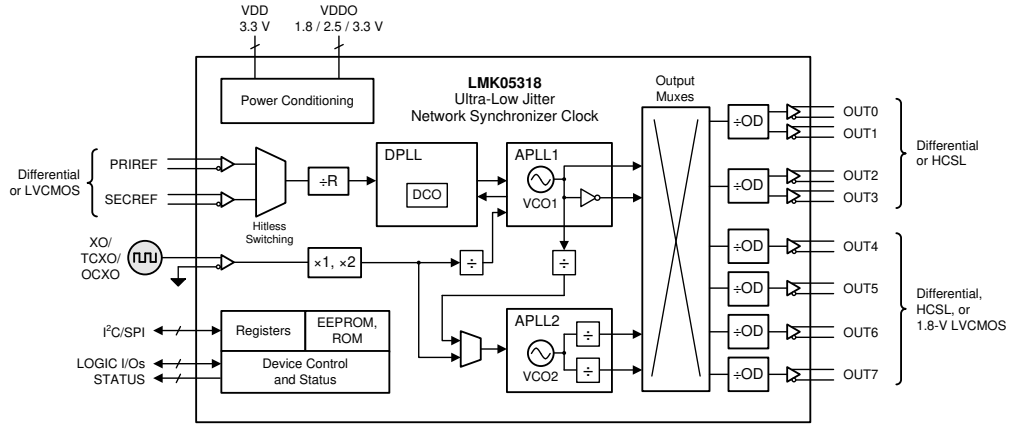 VDD
3.3 V
VDDO
1.8 / 2.5 / 3.3 V
Power Conditioning
LMK05318
Ultra-Low Jitter
Network Synchronizer Clock
Output
Muxes
Differential
or LVCMOS
PRIREF
SECREF
Hitless
Switching
÷R
DPLL
DCO
APLL1
VCO1
XO/
TCXO/
OCXO
×1, ×2
÷
÷
I²C/SPI
LOGIC I/Os
STATUS
Registers
EEPROM,
ROM
Device Control
and Status
APLL2
VCO2
÷
÷
÷OD
÷OD
÷OD
÷OD
÷OD
÷OD
OUT0
OUT1
OUT2
OUT3
OUT4
OUT5
OUT6
OUT7
Differential
or HCSL
Differential,
HCSL, or
1.8-V LVCMOS